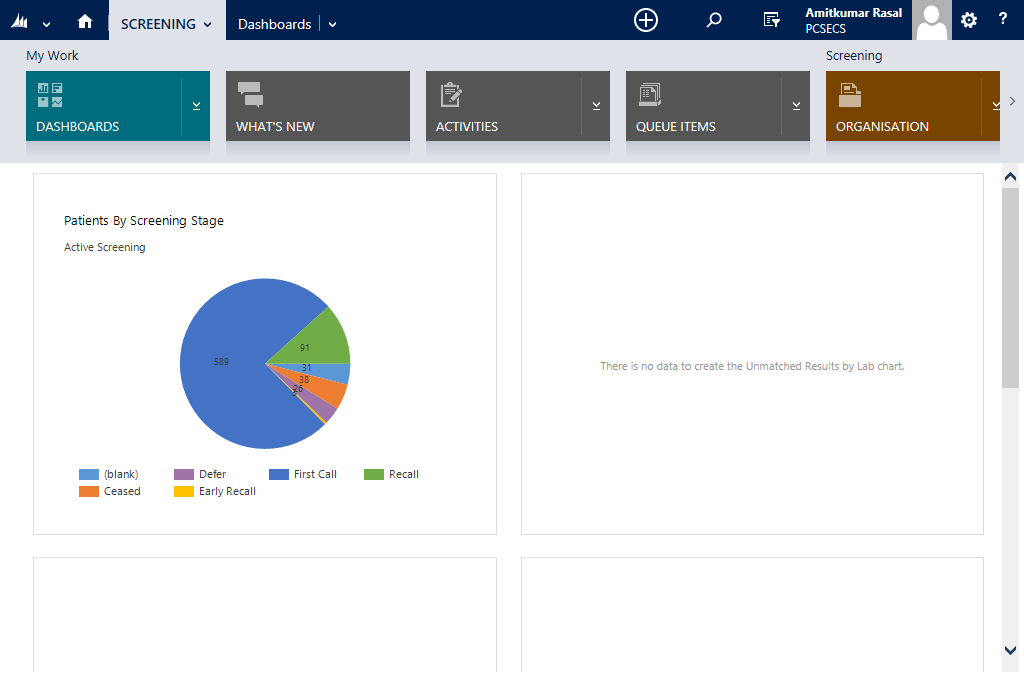 SCREENING
Dashboards
Amitkumar Rasal
PCSECS
?
My Work
Screening
DASHBOARDS
WHAT'S NEW
ACTIVITIES
QUEUE ITEMS
ORGANISATION
Patients By Screening Stage
Active Screening
589
91
31
38
26
There is no data to create the Unmatched Results by Lab chart.
(blank)
Defer
First Call
Recall
Ceased
Early Recall